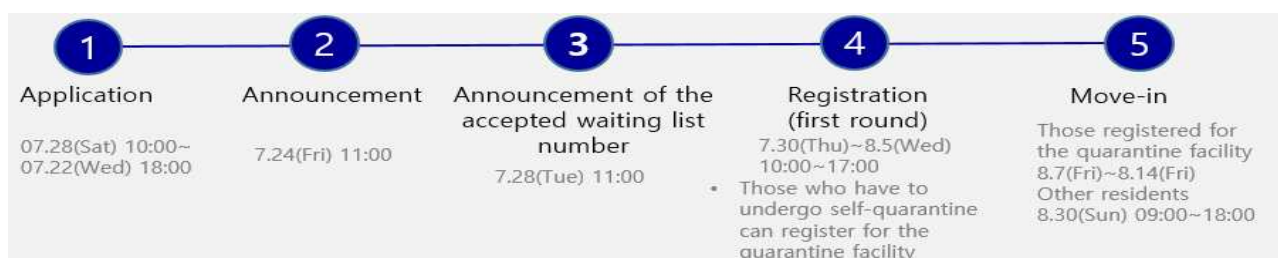 1
2
3
4
5
Application
07.28(Sat) 10:00~
07.22(Wed) 18:00
Announcement
7.24(Fri) 11:00
Announcement of the
accepted waiting list
number
7.28(Tue) 11:00
Registration
(first round)
7.30(Thu)~8.5(Wed)
10:00~17:00
• Those who have to
undergo self-quarantine
can register for the
quarantine facility
Move-in
Those registered for
the quarantine facility
8.7(Fri)~8.14(Fri)
Other residents
8.30(Sun) 09:00~18:00